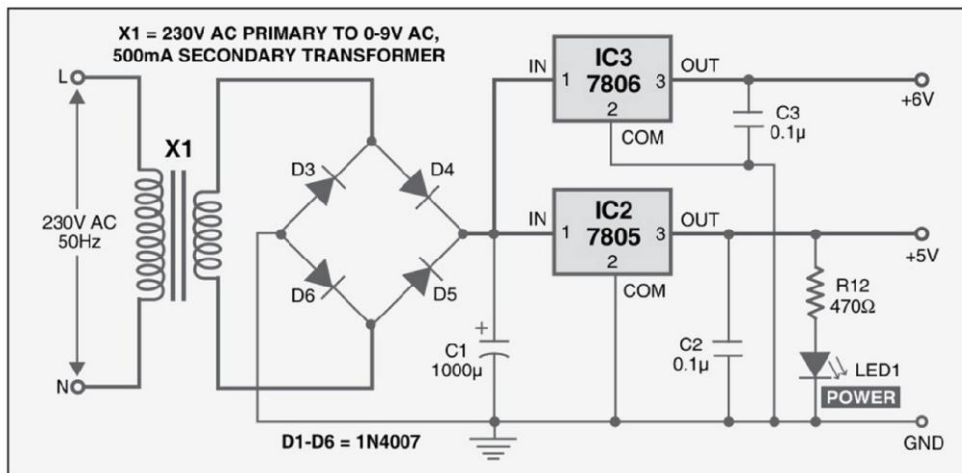 X1 = 230V AC PRIMARY TO 0-9V AC,
500mA SECONDARY TRANSFORMER
L
N
230V AC
50Hz
X1
D3
D4
D6
D5
D1-D6 = 1N4007
C1
1000µ
+
IN
1
IC3
7806
2
3
OUT
COM
C3
0.1µ
+6V
IN
1
IC2
7805
2
3
OUT
COM
C2
0.1µ
+5V
R12
470Ω
LED1
POWER
GND